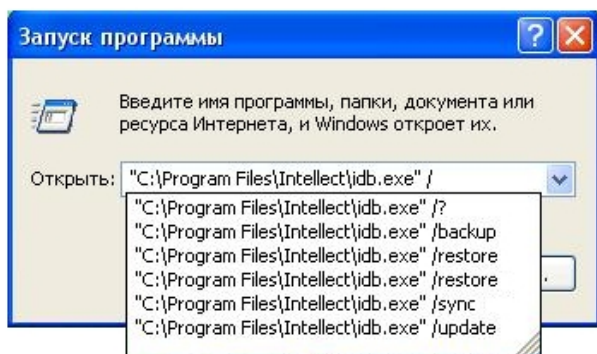 Запуск программы
Введите имя программы, папки, документа или
ресурса Интернета, и Windows откроет их.
Открыть: "C:\Program Files\Intellect\idb.exe" /
"C:\Program Files\Intellect\idb.exe" /?
"C:\Program Files\Intellect\idb.exe" /backup
"C:\Program Files\Intellect\idb.exe" /restore
"C:\Program Files\Intellect\idb.exe" /restore
"C:\Program Files\Intellect\idb.exe" /sync
"C:\Program Files\Intellect\idb.exe" /update